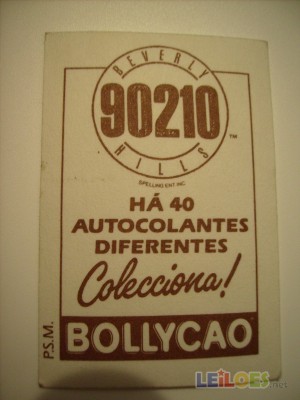 BEVERLY
90210
™
HILLS
SPELLING ENT. INC.
HÁ 40
AUTOCOLANTES
DIFERENTES
Colecciona!
P.S.M.
BOLLYCAO
LEILOES.net